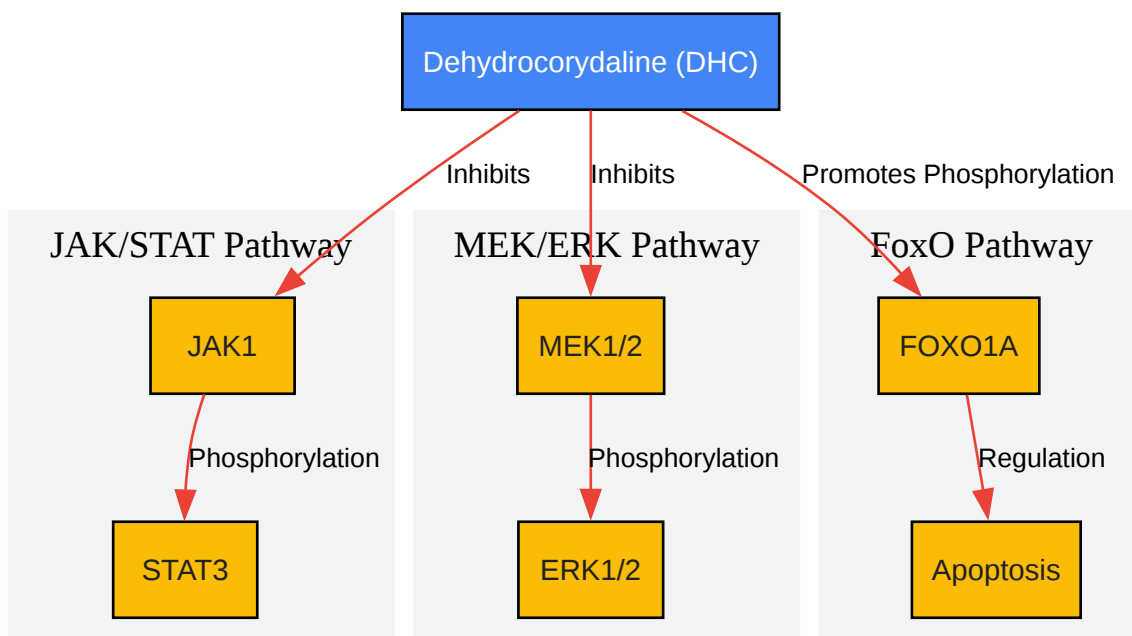 Dehydrocorydaline (DHC)
Inhibits
Inhibits
Promotes Phosphorylation
JAK/STAT Pathway
MEK/ERK Pathway
FoxO Pathway
JAK1
MEK1/2
FOXO1A
Phosphorylation
Phosphorylation
Regulation
STAT3
ERK1/2
Apoptosis